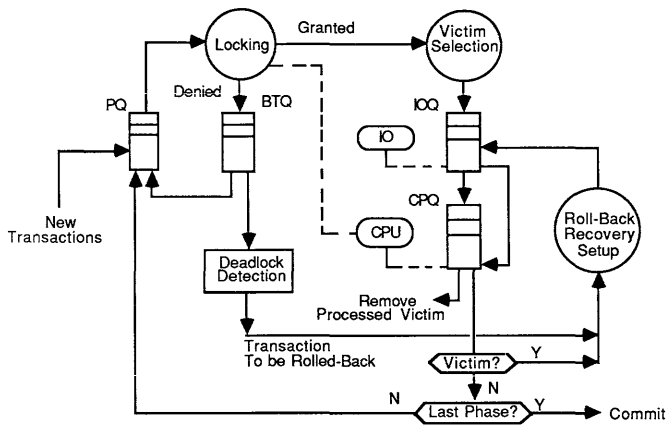 Locking
Granted
Victim
Selection
Denied
PQ
BTQ
IOQ
IO
CPQ
New
Transactions
CPU
Roll-Back
Recovery
Setup
Deadlock
Detection
Remove
Processed Victim
Transaction
To be Rolled-Back
Victim?
Y
N
N
Last Phase?
Y
Commit